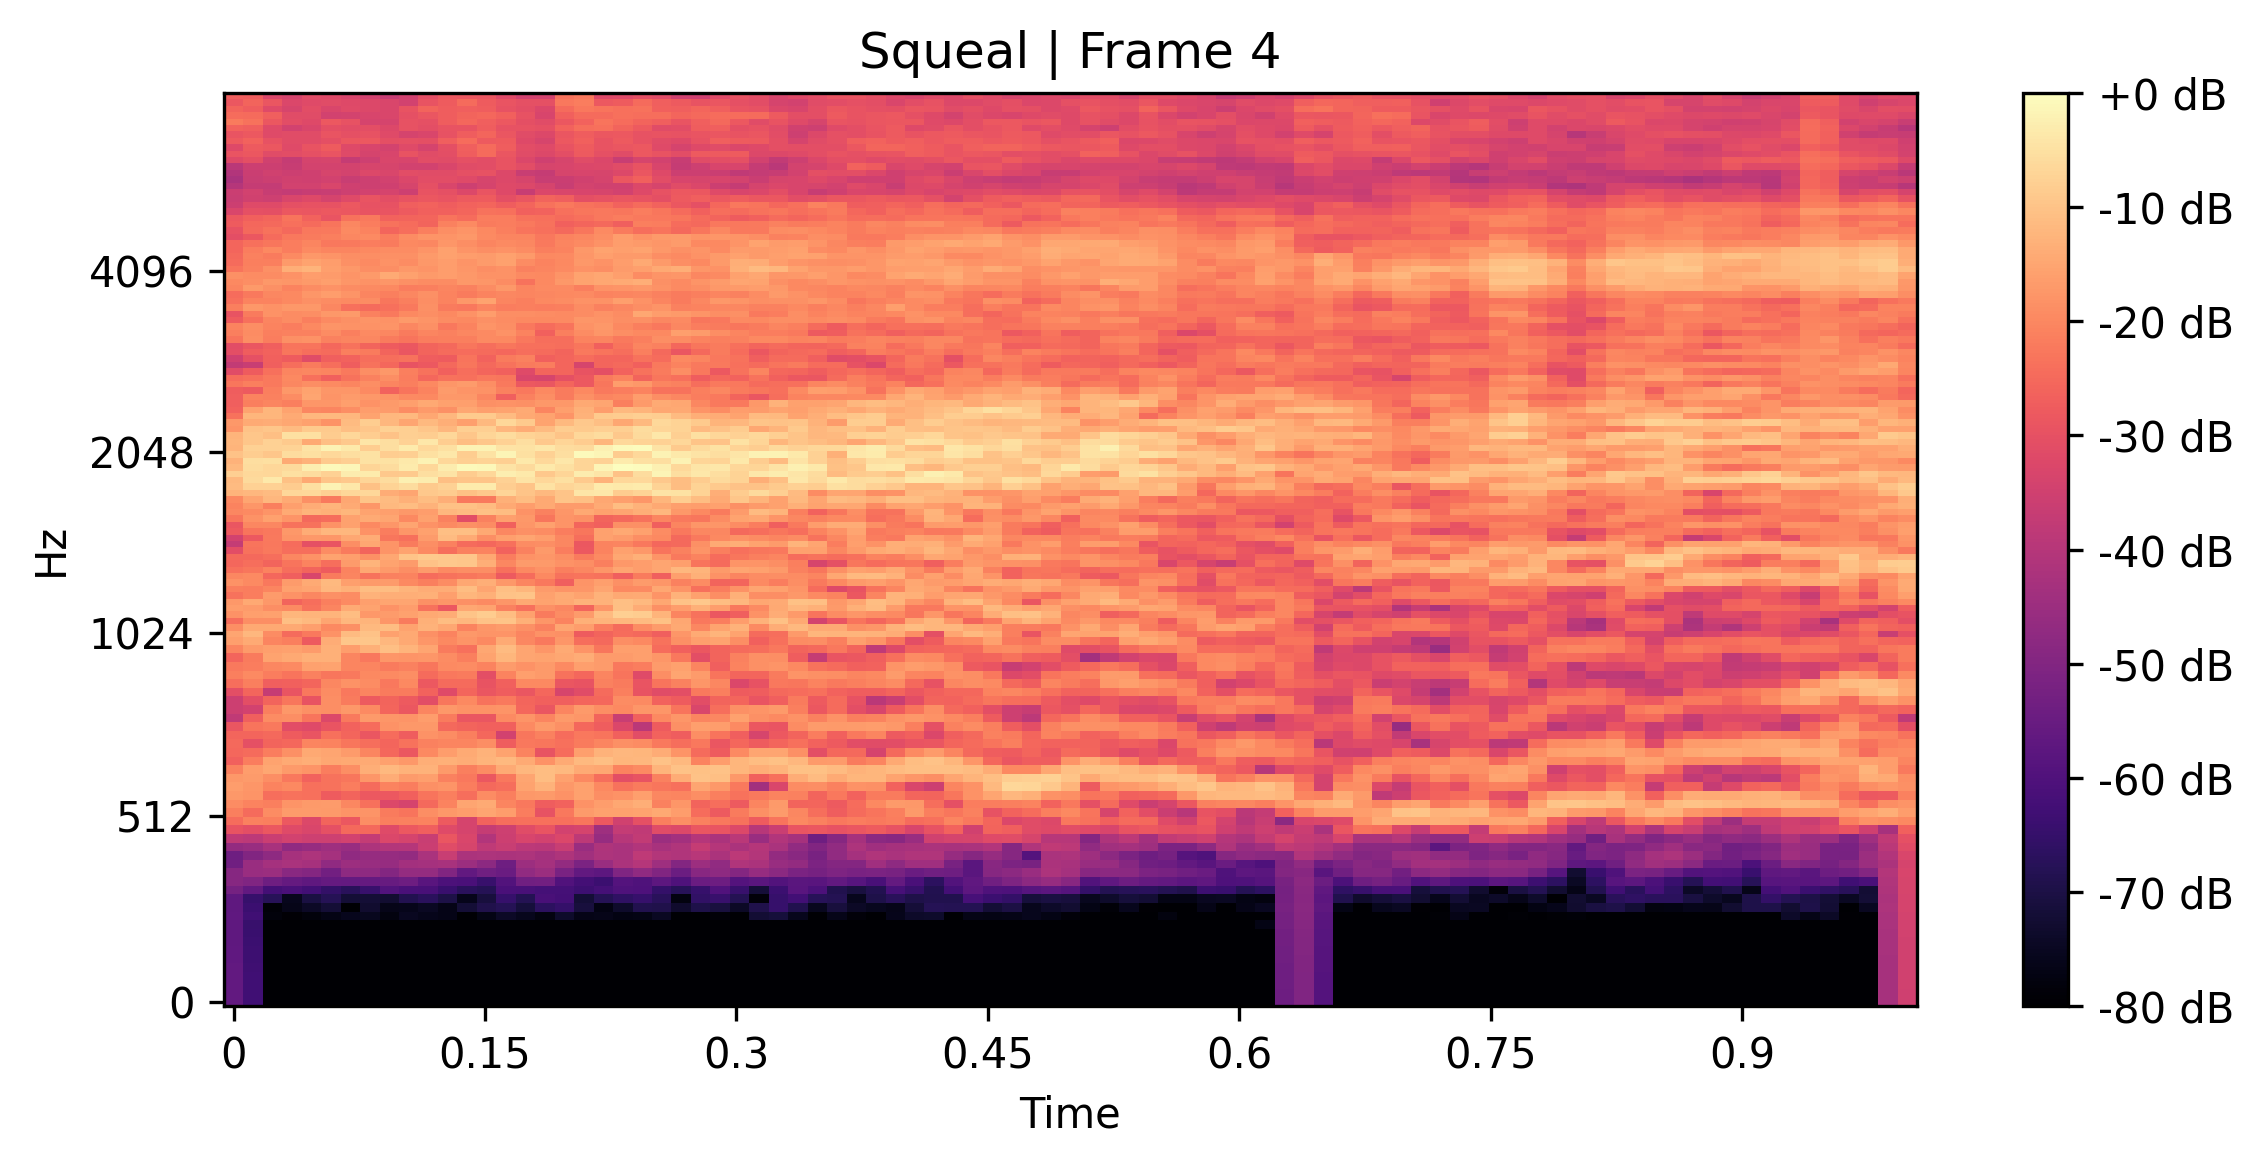 Squeal | Frame 4
+0 dB
-10 dB
-20 dB
-30 dB
-40 dB
-50 dB
-60 dB
-70 dB
-80 dB
Hz
4096
2048
1024
512
0
0 0.15 0.3 0.45 0.6 0.75 0.9
Time